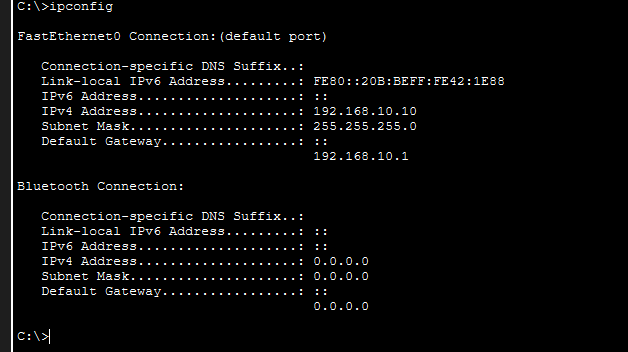 C:\>ipconfig
FastEthernet0 Connection:(default port)
Connection-specific DNS Suffix..:
Link-local IPv6 Address.........: FE80::20B:BEFF:FE42:1E88
IPv6 Address....................: ::
IPv4 Address....................: 192.168.10.10
Subnet Mask.....................: 255.255.255.0
Default Gateway.................: ::
192.168.10.1
Bluetooth Connection:
Connection-specific DNS Suffix..:
Link-local IPv6 Address.........: ::
IPv6 Address....................: ::
IPv4 Address....................: 0.0.0.0
Subnet Mask.....................: 0.0.0.0
Default Gateway.................: ::
0.0.0.0
C:\>